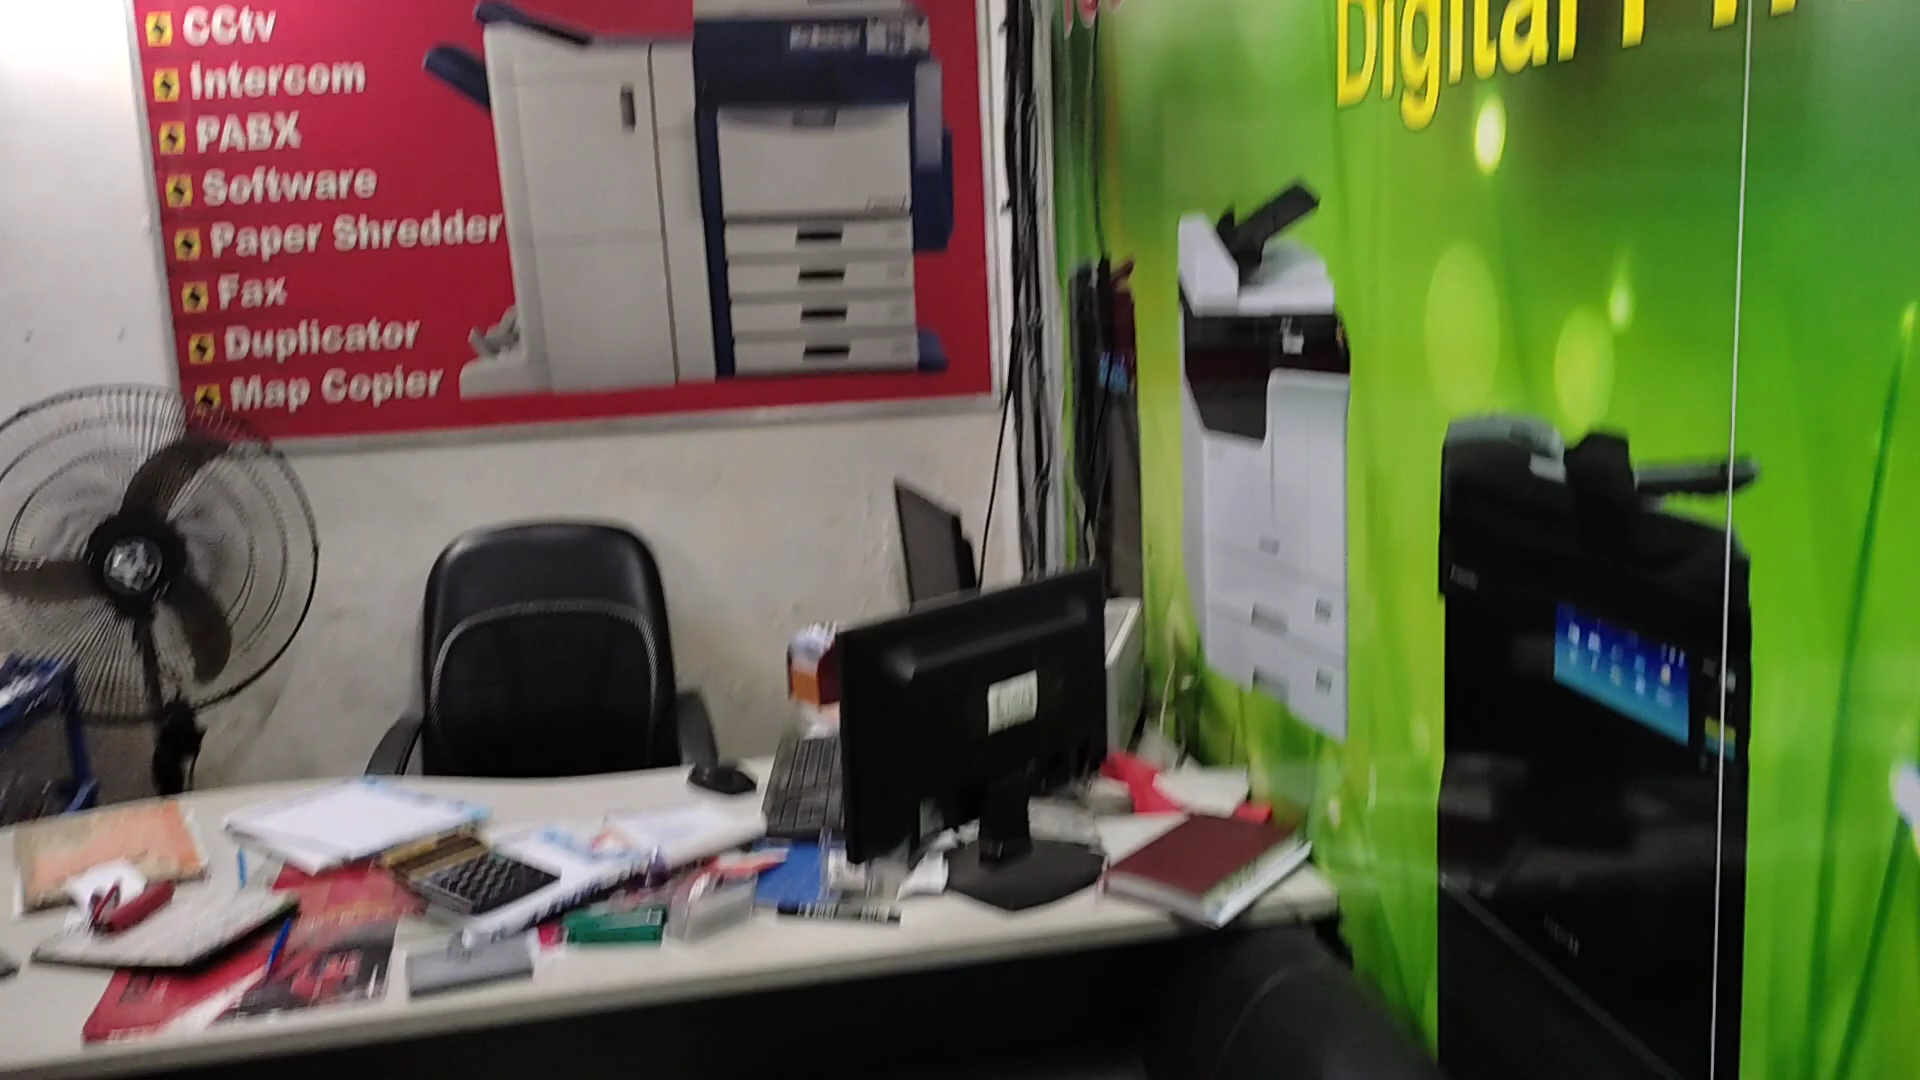 CCtv
Intercom
PABX
Software
Paper Shredder
Fax
Duplicator
Map Copier
Digital